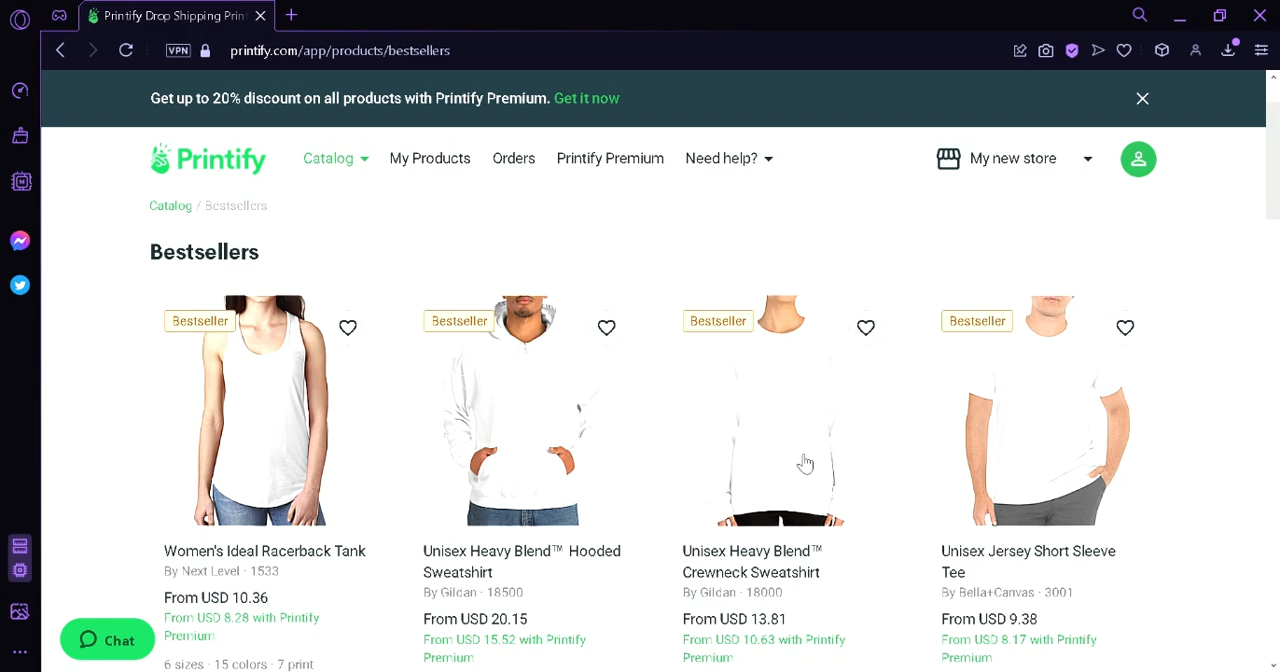 Printify Drop Shipping Prin
VPN
printify.com/app/products/bestsellers
Get up to 20% discount on all products with Printify Premium. Get it now
Printify
Catalog
My Products
Orders
Printify Premium
Need help?
My new store
Catalog / Bestsellers
Bestsellers
Bestseller
Bestseller
Bestseller
Bestseller
Women's Ideal Racerback Tank
By Next Level · 1533
From USD 10.36
From USD 8.28 with Printify
Premium
6 sizes · 15 colors · 7 print
Unisex Heavy Blend™ Hooded
Sweatshirt
By Gildan · 18500
From USD 20.15
From USD 15.52 with Printify
Premium
Unisex Heavy Blend™
Crewneck Sweatshirt
By Gildan · 18000
From USD 13.81
From USD 10.63 with Printify
Premium
Unisex Jersey Short Sleeve
Tee
By Bella+Canvas · 3001
From USD 9.38
From USD 8.17 with Printify
Premium
Chat